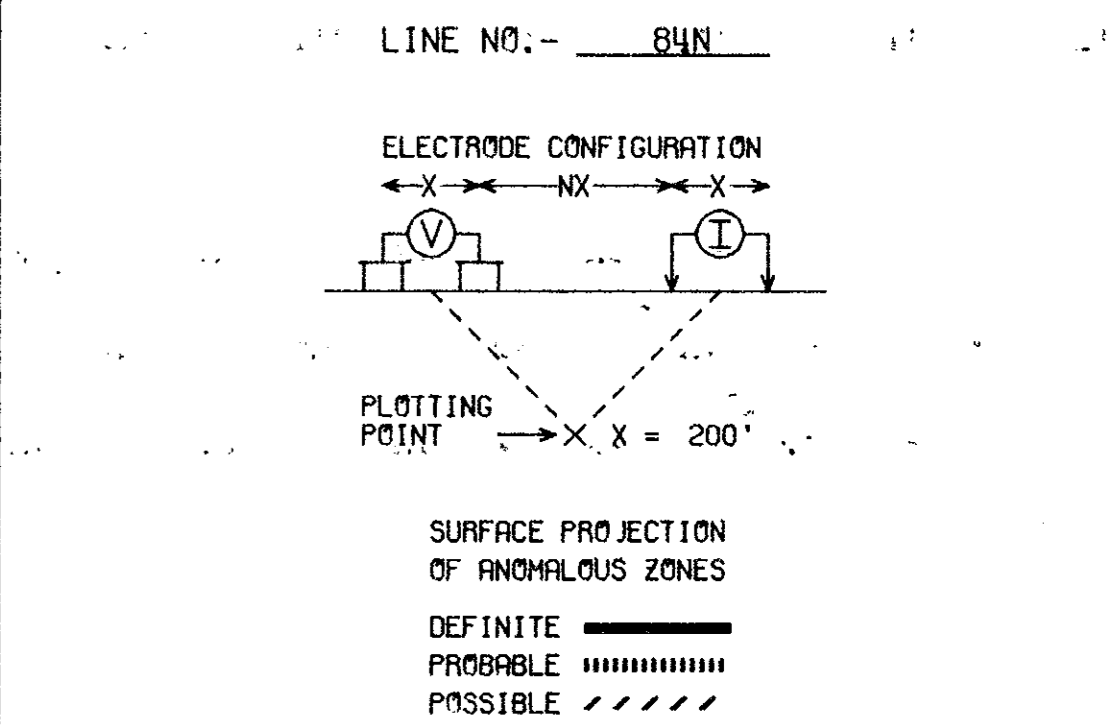 LINE NO.- 84N
ELECTRODE CONFIGURATION
X NX X
V I
PLOTTING
POINT X X = 200'
SURFACE PROJECTION
OF ANOMALOUS ZONES
DEFINITE
PROBABLE
POSSIBLE